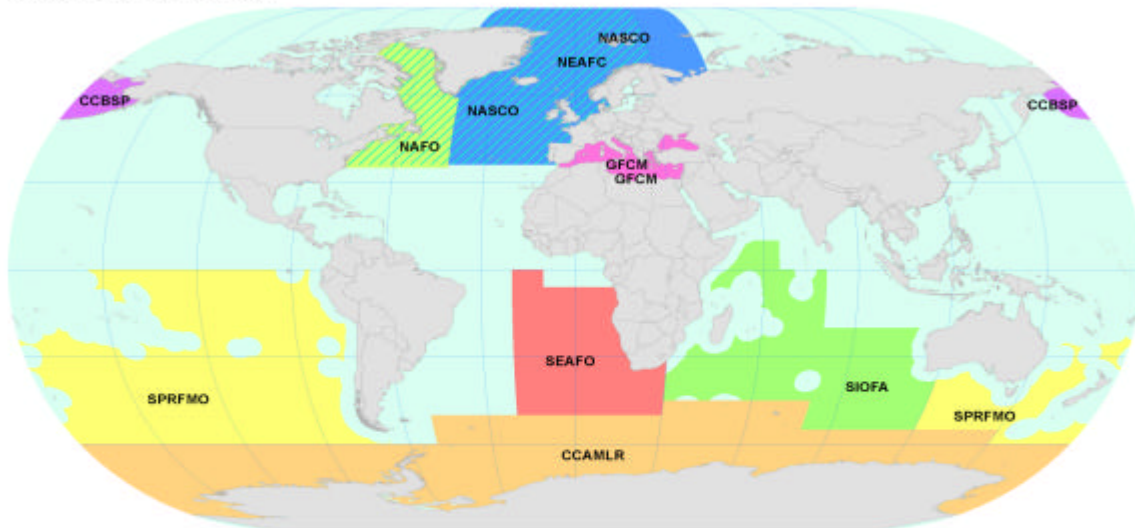 NASCO
NEAFC
CCBSP
CCBSP
NASCO
NAFO
GFCM
GFCM
SEAFO
SIOFA
SPRFMO
SPRFMO
CCAMLR